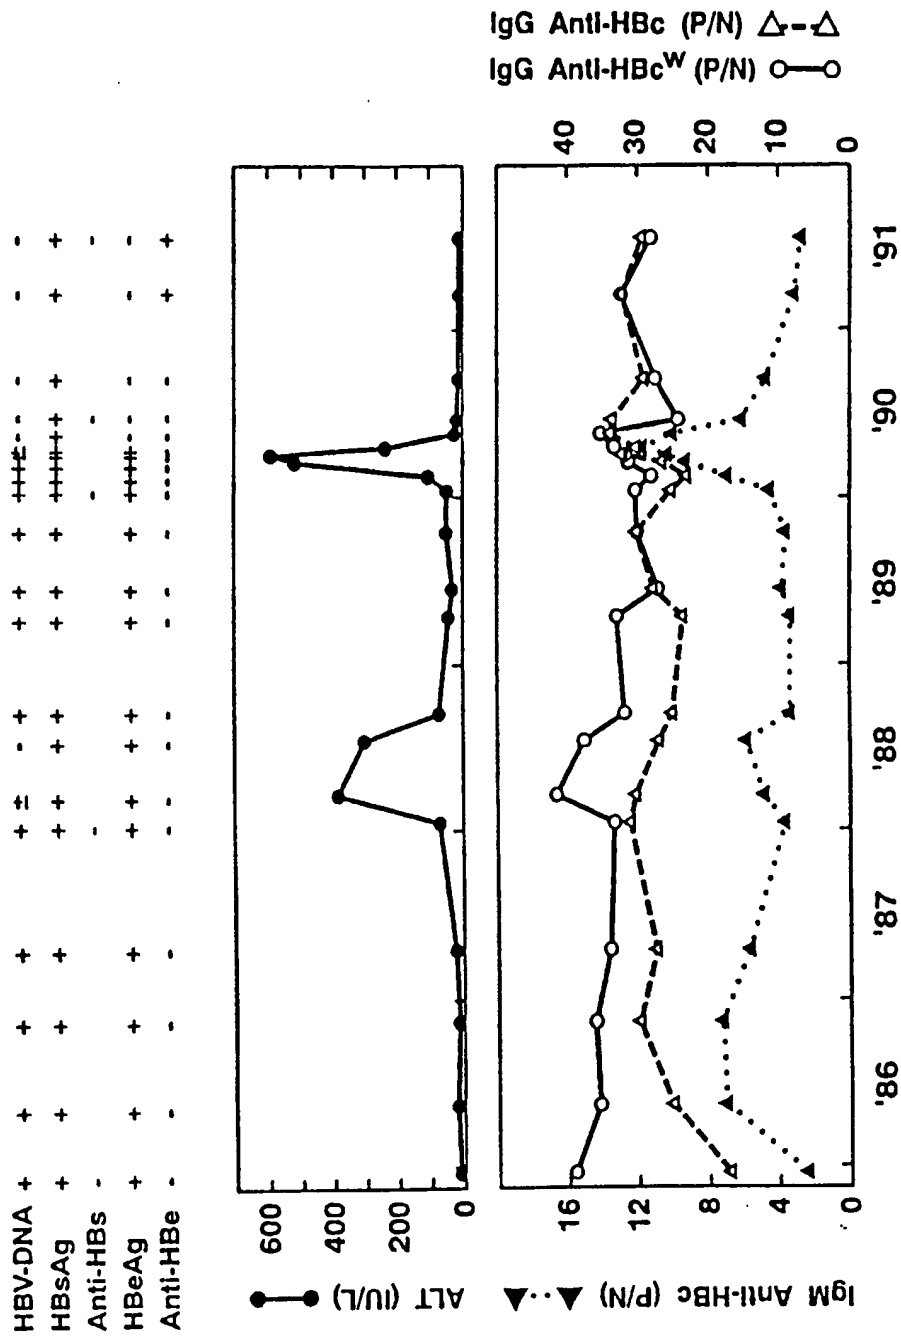 HBV-DNA + + + + + ± - + + + + + + + + ± - - - - -
HBsAg + + + + + + + + + + + + + + + + + + + + +
Anti-HBs - - - - -
HBeAg + + + + + + + + + + + + + + + + - - - - -
Anti-HBe - - - - - - - - - - - - - - - - - - - + +
ALT (IU/L)
600
400
200
0
IgM Anti-HBc (P/N)
16
12
8
4
0
IgG Anti-HBc (P/N)
IgG Anti-HBcW (P/N)
40
30
20
10
0
'86 '87 '88 '89 '90 '91